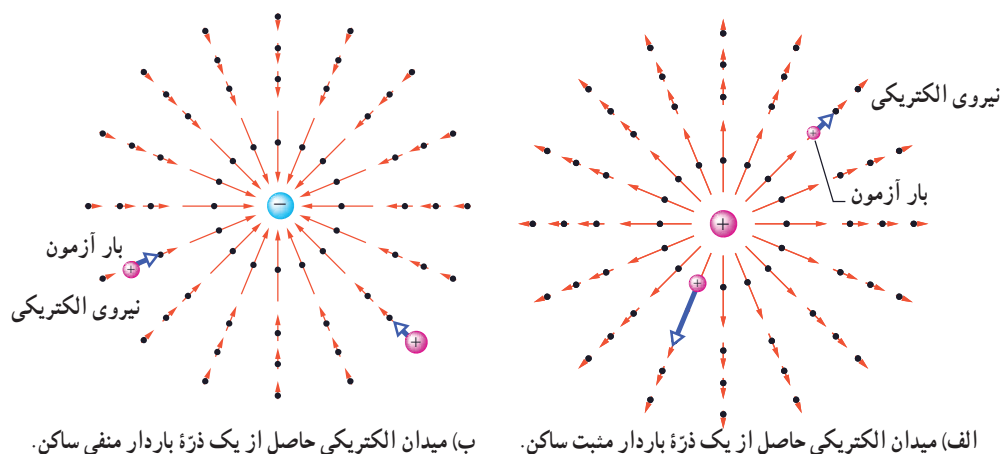 نیروی الکتریکی
بار آزمون
+
+
+
+
الف) میدان الکتریکی حاصل از یک ذرّۀ باردار مثبت ساکن.
−
بار آزمون
+
نیروی الکتریکی
+
ب) میدان الکتریکی حاصل از یک ذرّۀ باردار منفی ساکن.